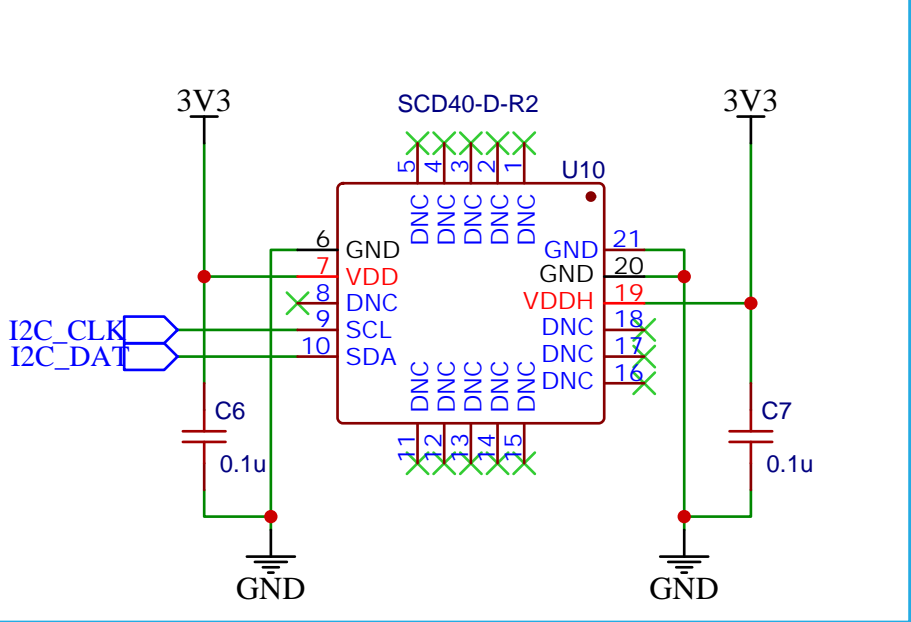 3V3
SCD40-D-R2
3V3
U10
5 4 3 2 1
DNC DNC DNC DNC DNC
6 GND
7 VDD
8 DNC
9 SCL
10 SDA
I2C_CLK
I2C_DAT
GND 21
GND 20
VDDH 19
DNC 18
DNC 17
DNC 16
DNC DNC DNC DNC DNC
11 12 13 14 15
C6
0.1u
C7
0.1u
GND
GND